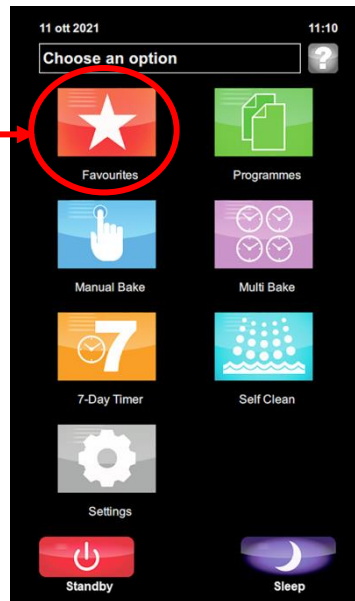 11 ott 2021 11:10
Choose an option ?
Favourites Programmes
Manual Bake Multi Bake
7
7-Day Timer Self Clean
Settings
Standby Sleep